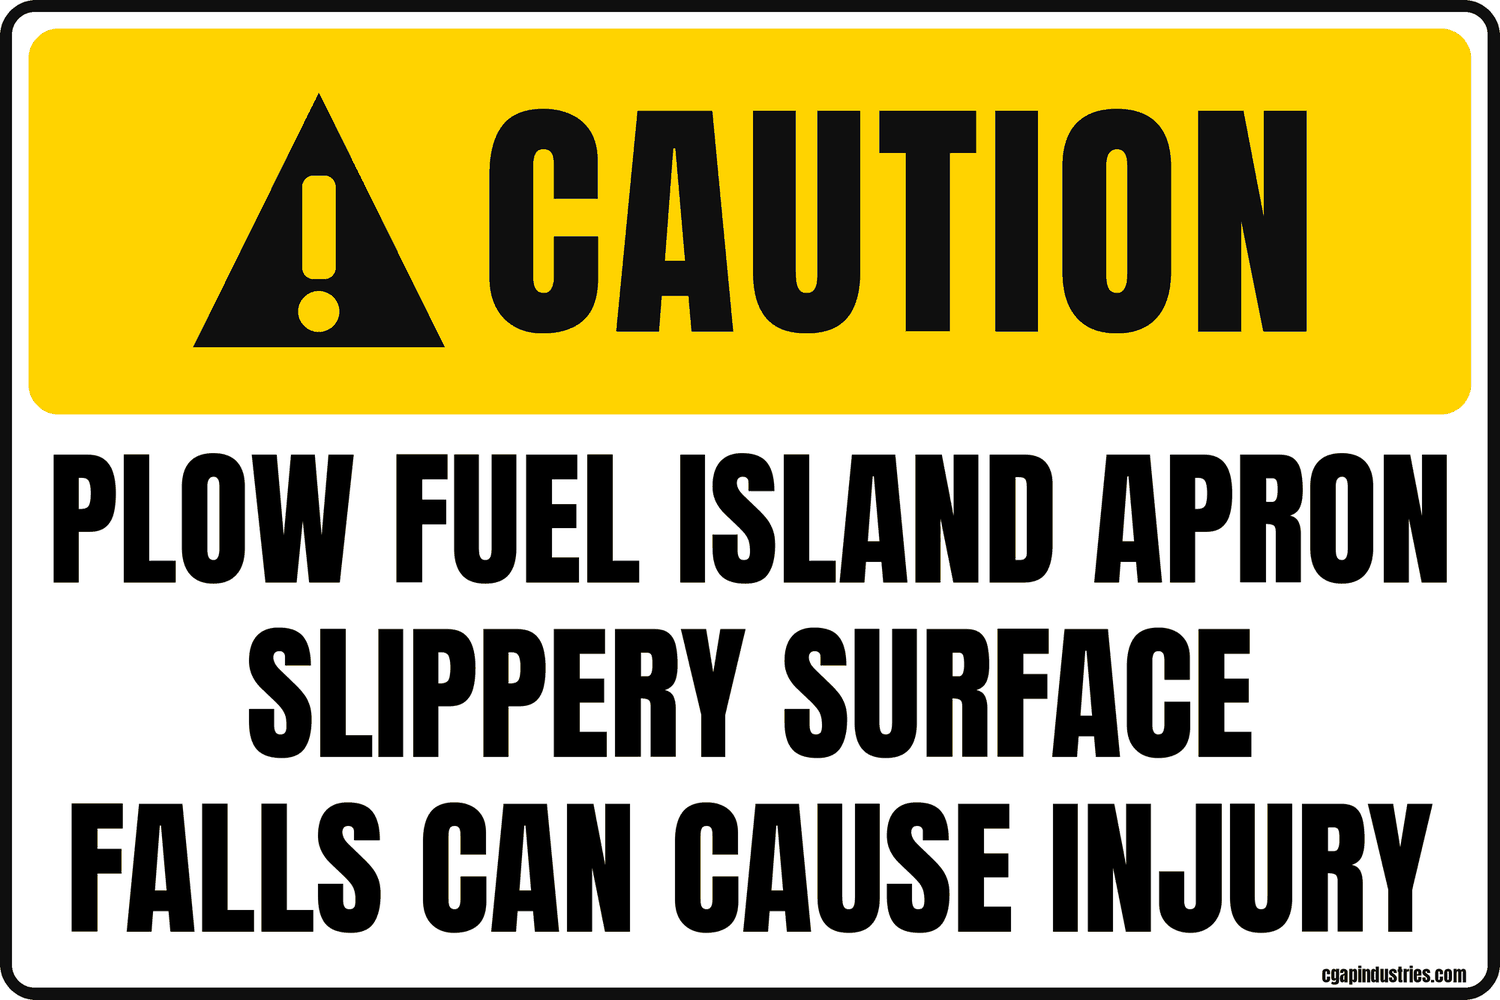 CAUTION
PLOW FUEL ISLAND APRON
SLIPPERY SURFACE
FALLS CAN CAUSE INJURY
cgapindustries.com